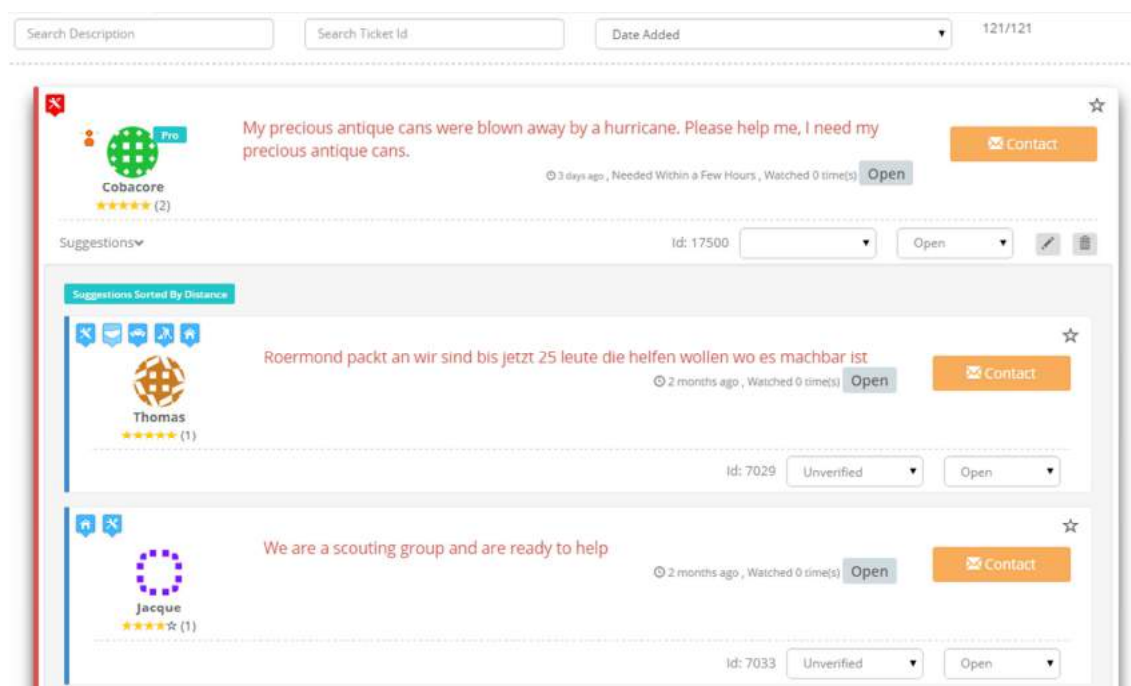 Search Description
Search Ticket Id
Date Added
121/121
Pro
Cobacore
(2)
My precious antique cans were blown away by a hurricane. Please help me, I need my
precious antique cans.
3 days ago , Needed Within a Few Hours , Watched 0 time(s) Open
Contact
Suggestions
Id: 17500
Open
Suggestions Sorted By Distance
Thomas
(1)
Roermond packt an wir sind bis jetzt 25 leute die helfen wollen wo es machbar ist
2 months ago , Watched 0 time(s) Open
Contact
Id: 7029
Unverified
Open
Jacque
(1)
We are a scouting group and are ready to help
2 months ago , Watched 0 time(s) Open
Contact
Id: 7033
Unverified
Open